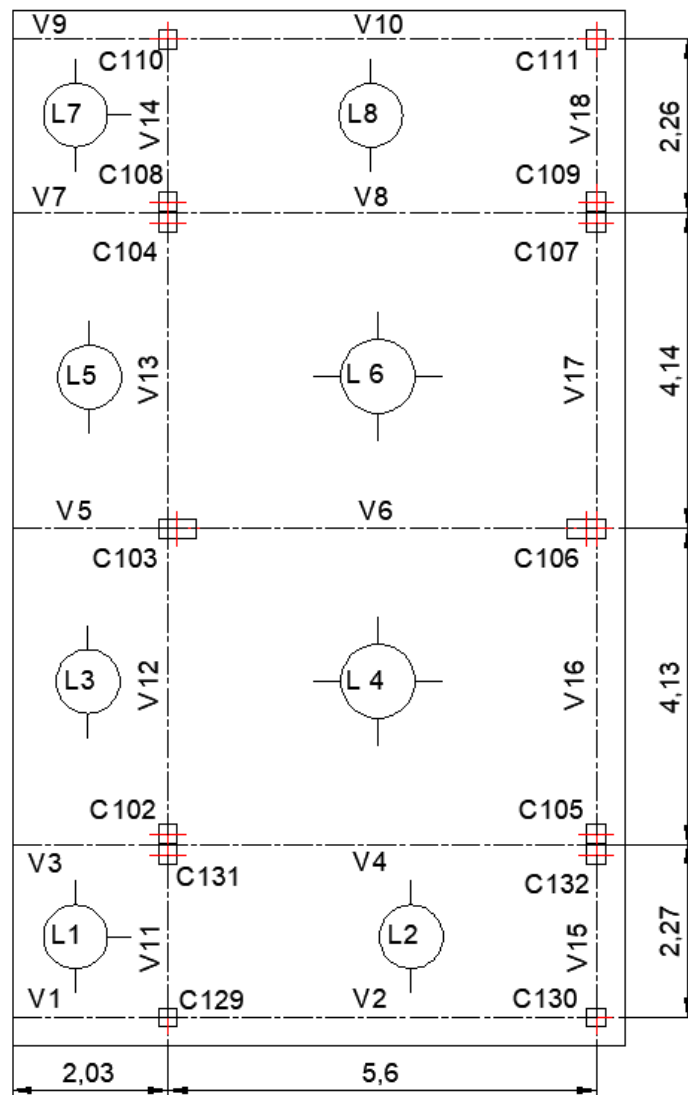 V9 V10
C110 C111
L7 V14 L8 V18 2,26
C108 C109
V7 V8
C104 C107
L5 V13 L 6 V17 4,14
V5 V6
C103 C106
L3 V12 L 4 V16 4,13
C102 C105
V3 C131 V4 C132
L1 V11 L2 V15 2,27
V1 C129 V2 C130
2,03 5,6